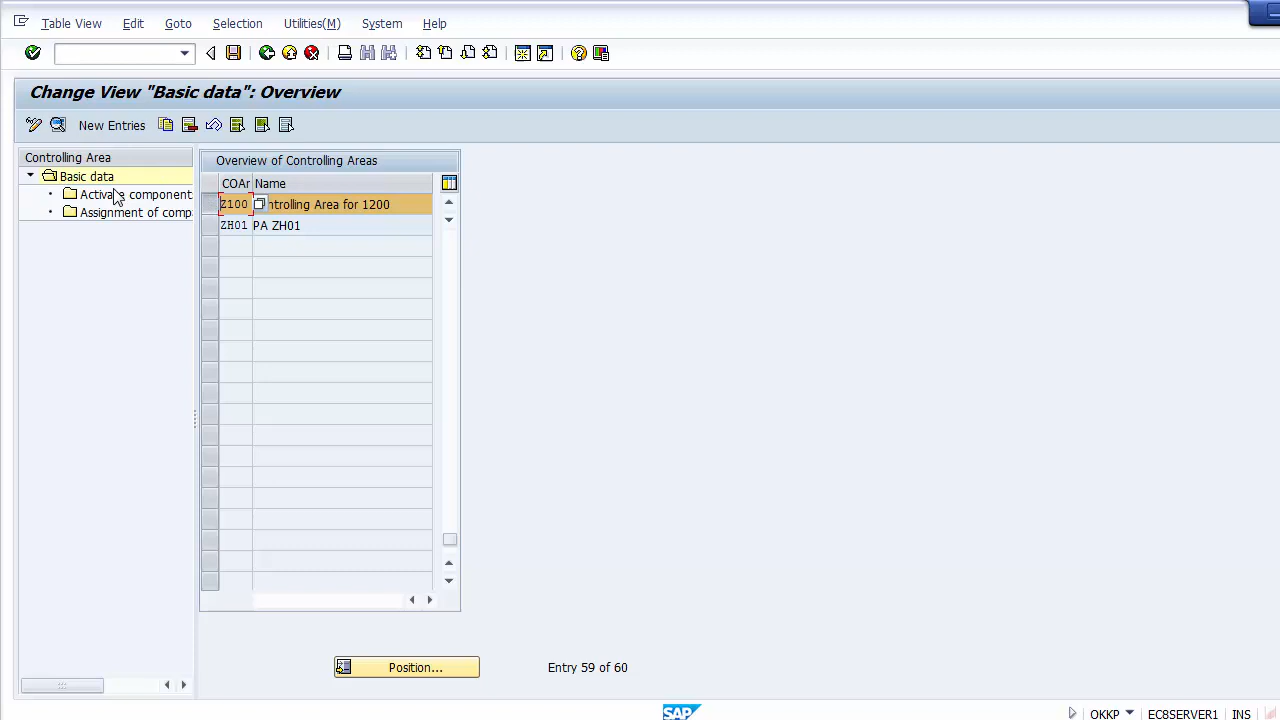 Table View Edit Goto Selection Utilities(M) System Help
Change View "Basic data": Overview
New Entries
Controlling Area
Basic data
Activate component
Assignment of comp
Overview of Controlling Areas
COAr Name
Z100 ntrolling Area for 1200
ZH01 PA ZH01
Position... Entry 59 of 60
SAP OKKP EC8SERVER1 INS